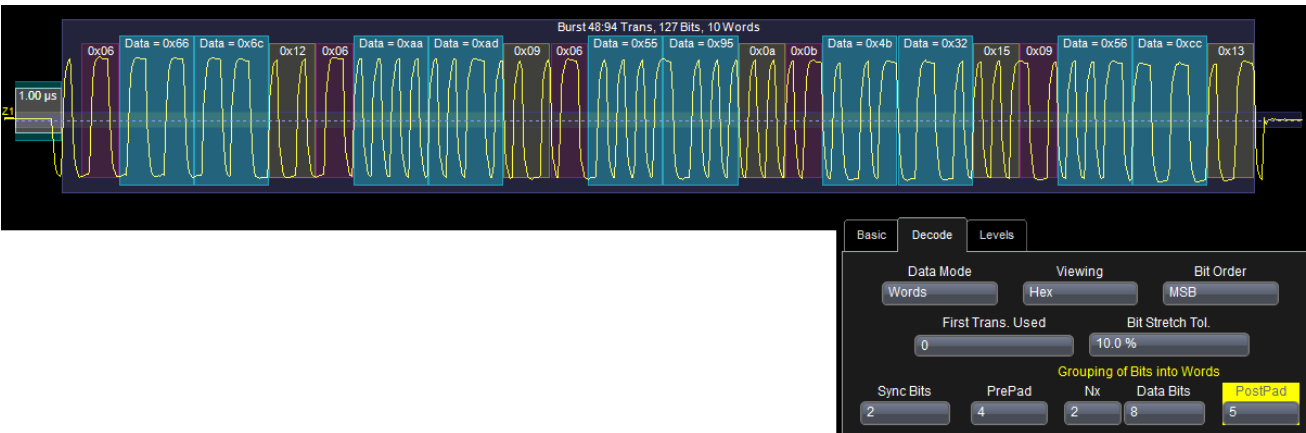 Burst 48:94 Trans, 127 Bits, 10 Words
0x06 Data = 0x66 Data = 0x6c 0x12 0x06 Data = 0xaa Data = 0xad 0x09 0x06 Data = 0x55 Data = 0x95 0x0a 0x0b Data = 0x4b Data = 0x32 0x15 0x09 Data = 0x56 Data = 0xcc 0x13
1.00 µs
Z1
Basic Decode Levels
Data Mode Viewing Bit Order
Words Hex MSB
First Trans. Used Bit Stretch Tol.
0 10.0 %
Grouping of Bits into Words
Sync Bits PrePad Nx Data Bits PostPad
2 4 2 8 5